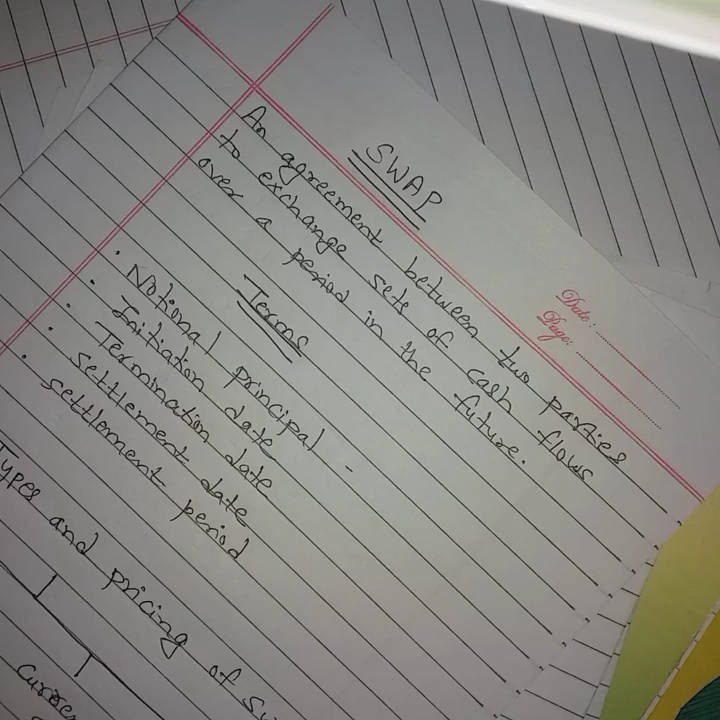 SWAP
Date:
Page:
An agreement between two parties
to exchange sets of cash flows
over a period in the future.
Terms
· Notional principal -
· Initiation date
· Termination date
· settlement date
· settlement period
Types and pricing of